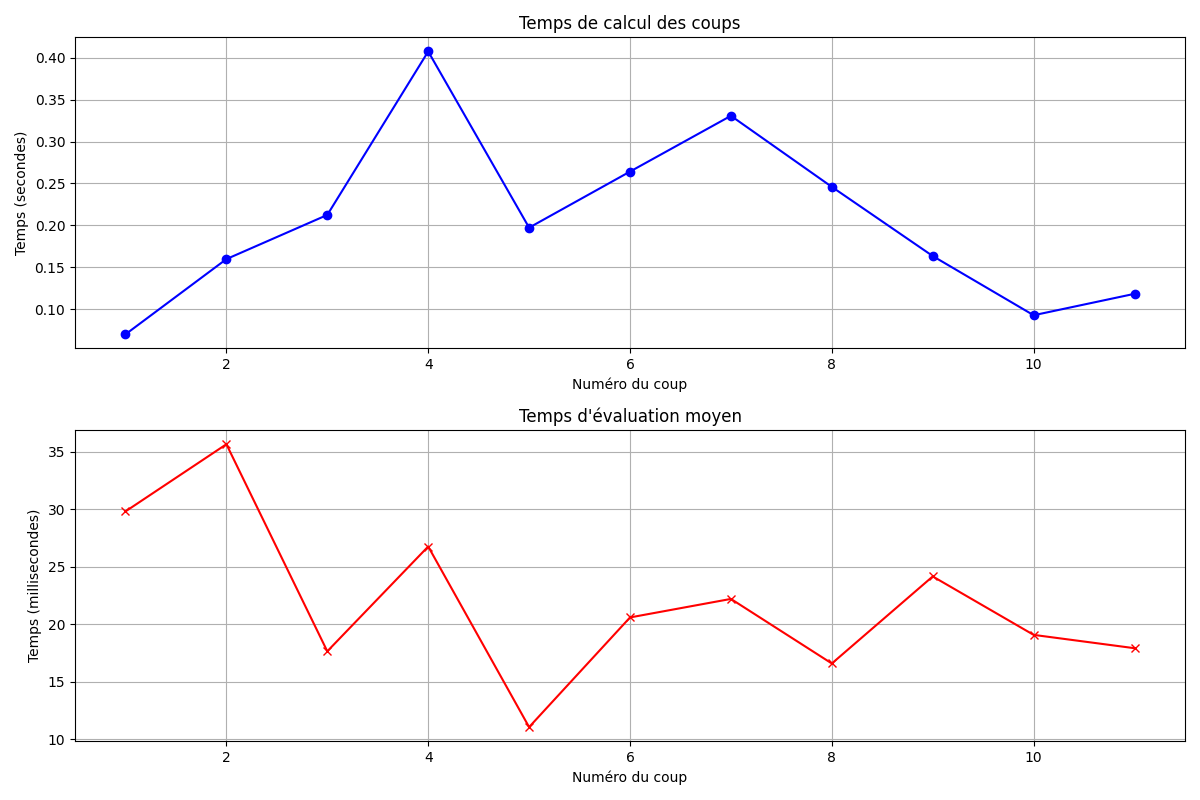 Temps de calcul des coups
0.40
0.35
0.30
0.25
0.20
0.15
0.10
Temps (secondes)
2 4 6 8 10
Numéro du coup
Temps d'évaluation moyen
35
30
25
20
15
10
Temps (millisecondes)
2 4 6 8 10
Numéro du coup